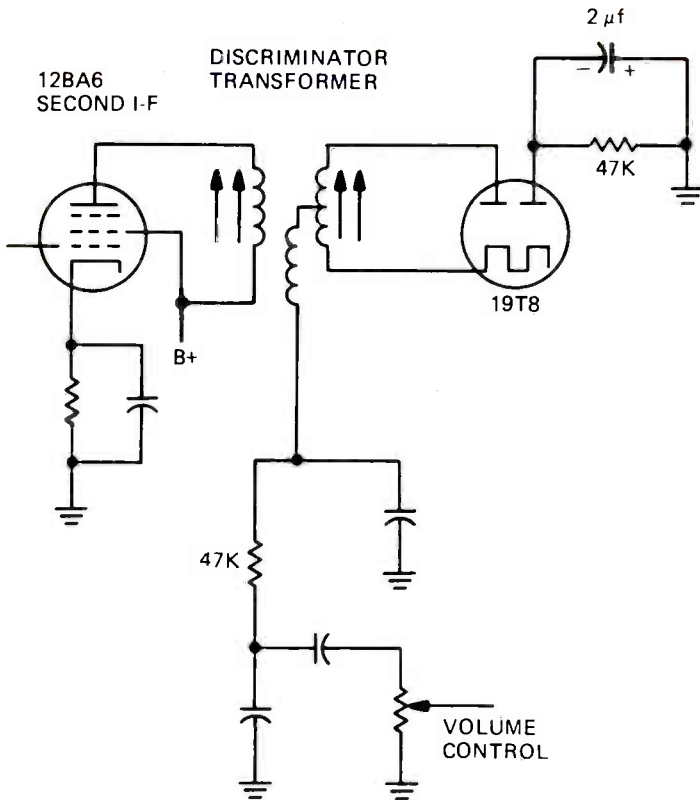 2 µf
DISCRIMINATOR
TRANSFORMER
12BA6
SECOND I-F
− +
47K
19T8
B+
47K
VOLUME
CONTROL